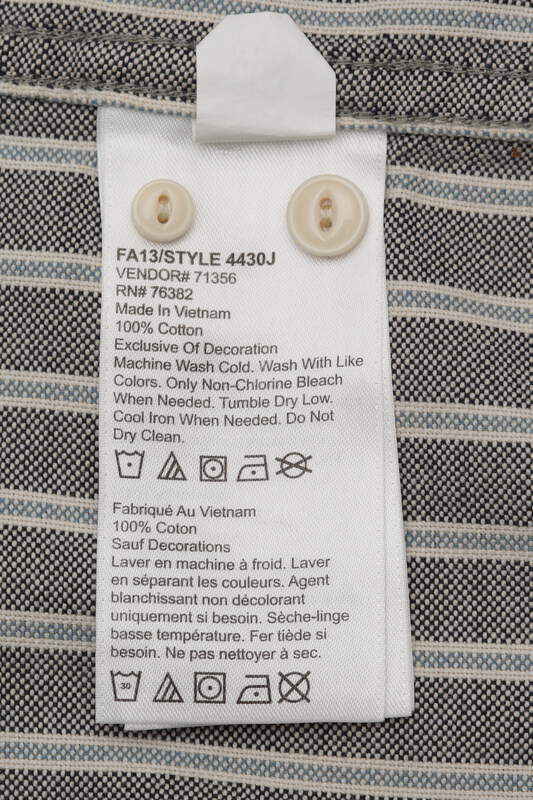 FA13/STYLE 4430J
VENDOR# 71356
RN# 76382
Made In Vietnam
100% Cotton
Exclusive Of Decoration
Machine Wash Cold. Wash With Like
Colors. Only Non-Chlorine Bleach
When Needed. Tumble Dry Low.
Cool Iron When Needed. Do Not
Dry Clean.
Fabriqué Au Vietnam
100% Coton
Sauf Decorations
Laver en machine à froid. Laver
en séparant les couleurs. Agent
blanchissant non décolorant
uniquement si besoin. Sèche-linge
basse température. Fer tiède si
besoin. Ne pas nettoyer à sec.
30